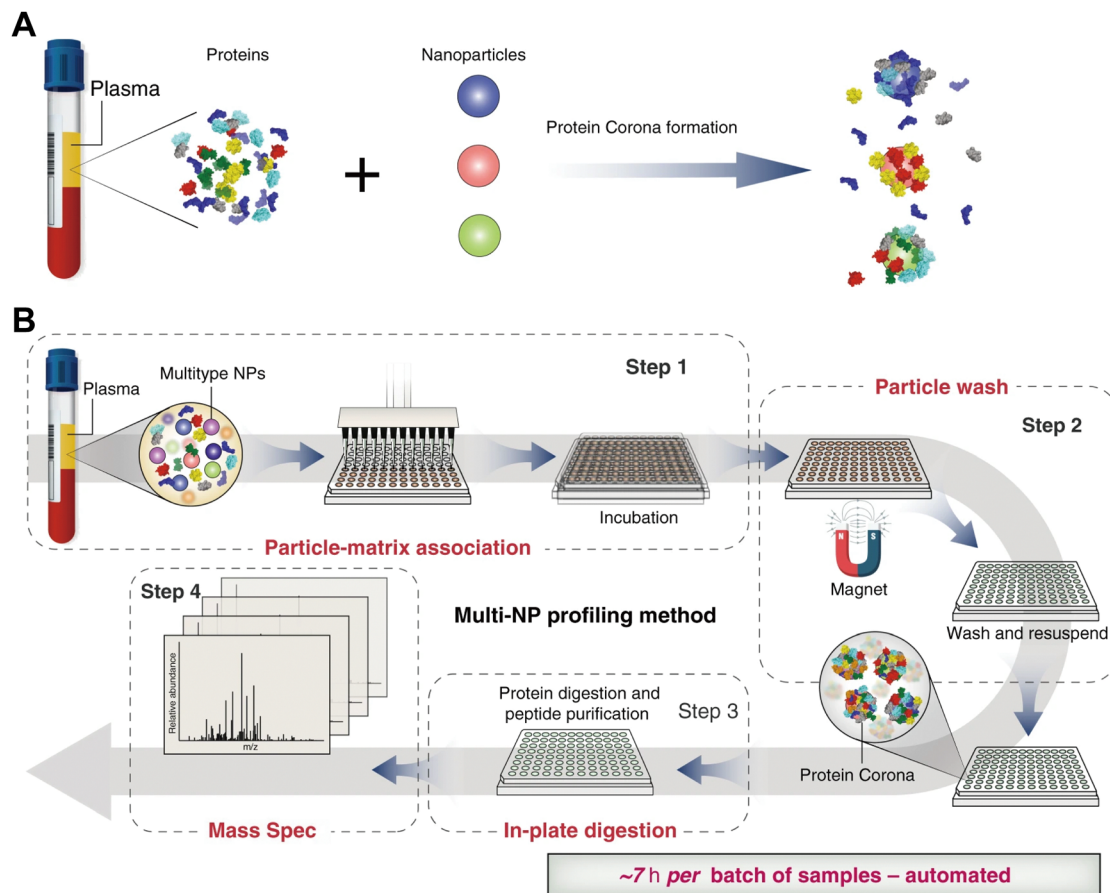 A
Proteins
Nanoparticles
Plasma
Protein Corona formation
B
Step 1
Multitype NPs
Plasma
Incubation
Particle-matrix association
Particle wash
Step 2
N S
Magnet
Wash and resuspend
Protein Corona
Multi-NP profiling method
Protein digestion and
peptide purification
Step 3
In-plate digestion
Step 4
Relative abundance
m/z
Mass Spec
~7 h per batch of samples – automated